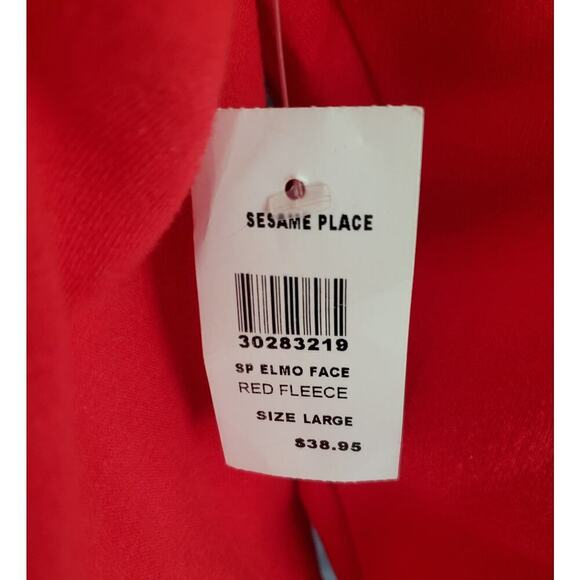 SESAME PLACE
30283219
SP ELMO FACE
RED FLEECE
SIZE LARGE
$38.95